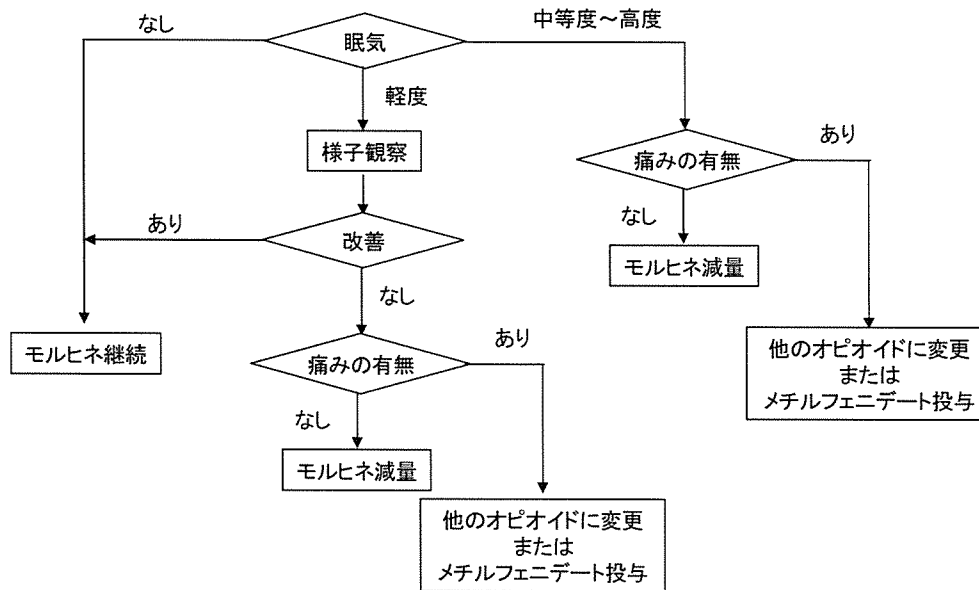 なし
眠気
中等度～高度
軽度
様子観察
痛みの有無
あり
なし
あり
改善
モルヒネ減量
なし
モルヒネ継続
痛みの有無
あり
他のオピオイドに変更
または
メチルフェニデート投与
なし
モルヒネ減量
他のオピオイドに変更
または
メチルフェニデート投与